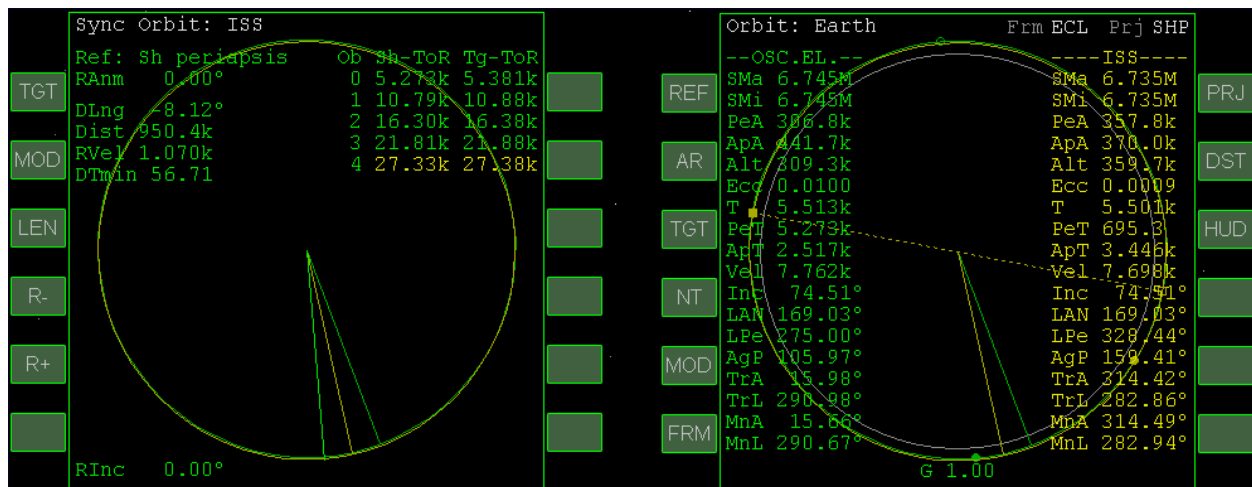 Sync Orbit: ISS
Ref: Sh periapsis
RAnm 0.00°
DLng -8.12°
Dist 950.4k
RVel 1.070k
DTmin 56.71
Ob Sh-ToR Tg-ToR
0 5.273k 5.381k
1 10.79k 10.88k
2 16.30k 16.38k
3 21.81k 21.88k
4 27.33k 27.38k
RInc 0.00°
TGT
MOD
LEN
R-
R+
Orbit: Earth Frm ECL Prj SHP
--OSC.EL.--
SMa 6.745M
SMi 6.745M
PeA 306.8k
ApA 441.7k
Alt 309.3k
Ecc 0.0100
T 5.513k
PeT 5.273k
ApT 2.517k
Vel 7.762k
Inc 74.51°
LAN 169.03°
LPe 275.00°
AgP 105.97°
TrA 15.98°
TrL 290.98°
MnA 15.66°
MnL 290.67°
----ISS----
SMa 6.735M
SMi 6.735M
PeA 357.8k
ApA 370.0k
Alt 359.7k
Ecc 0.0009
T 5.501k
PeT 695.3
ApT 3.446k
Vel 7.698k
Inc 74.51°
LAN 169.03°
LPe 328.44°
AgP 159.41°
TrA 314.42°
TrL 282.86°
MnA 314.49°
MnL 282.94°
G 1.00
REF
AR
TGT
NT
MOD
FRM
PRJ
DST
HUD